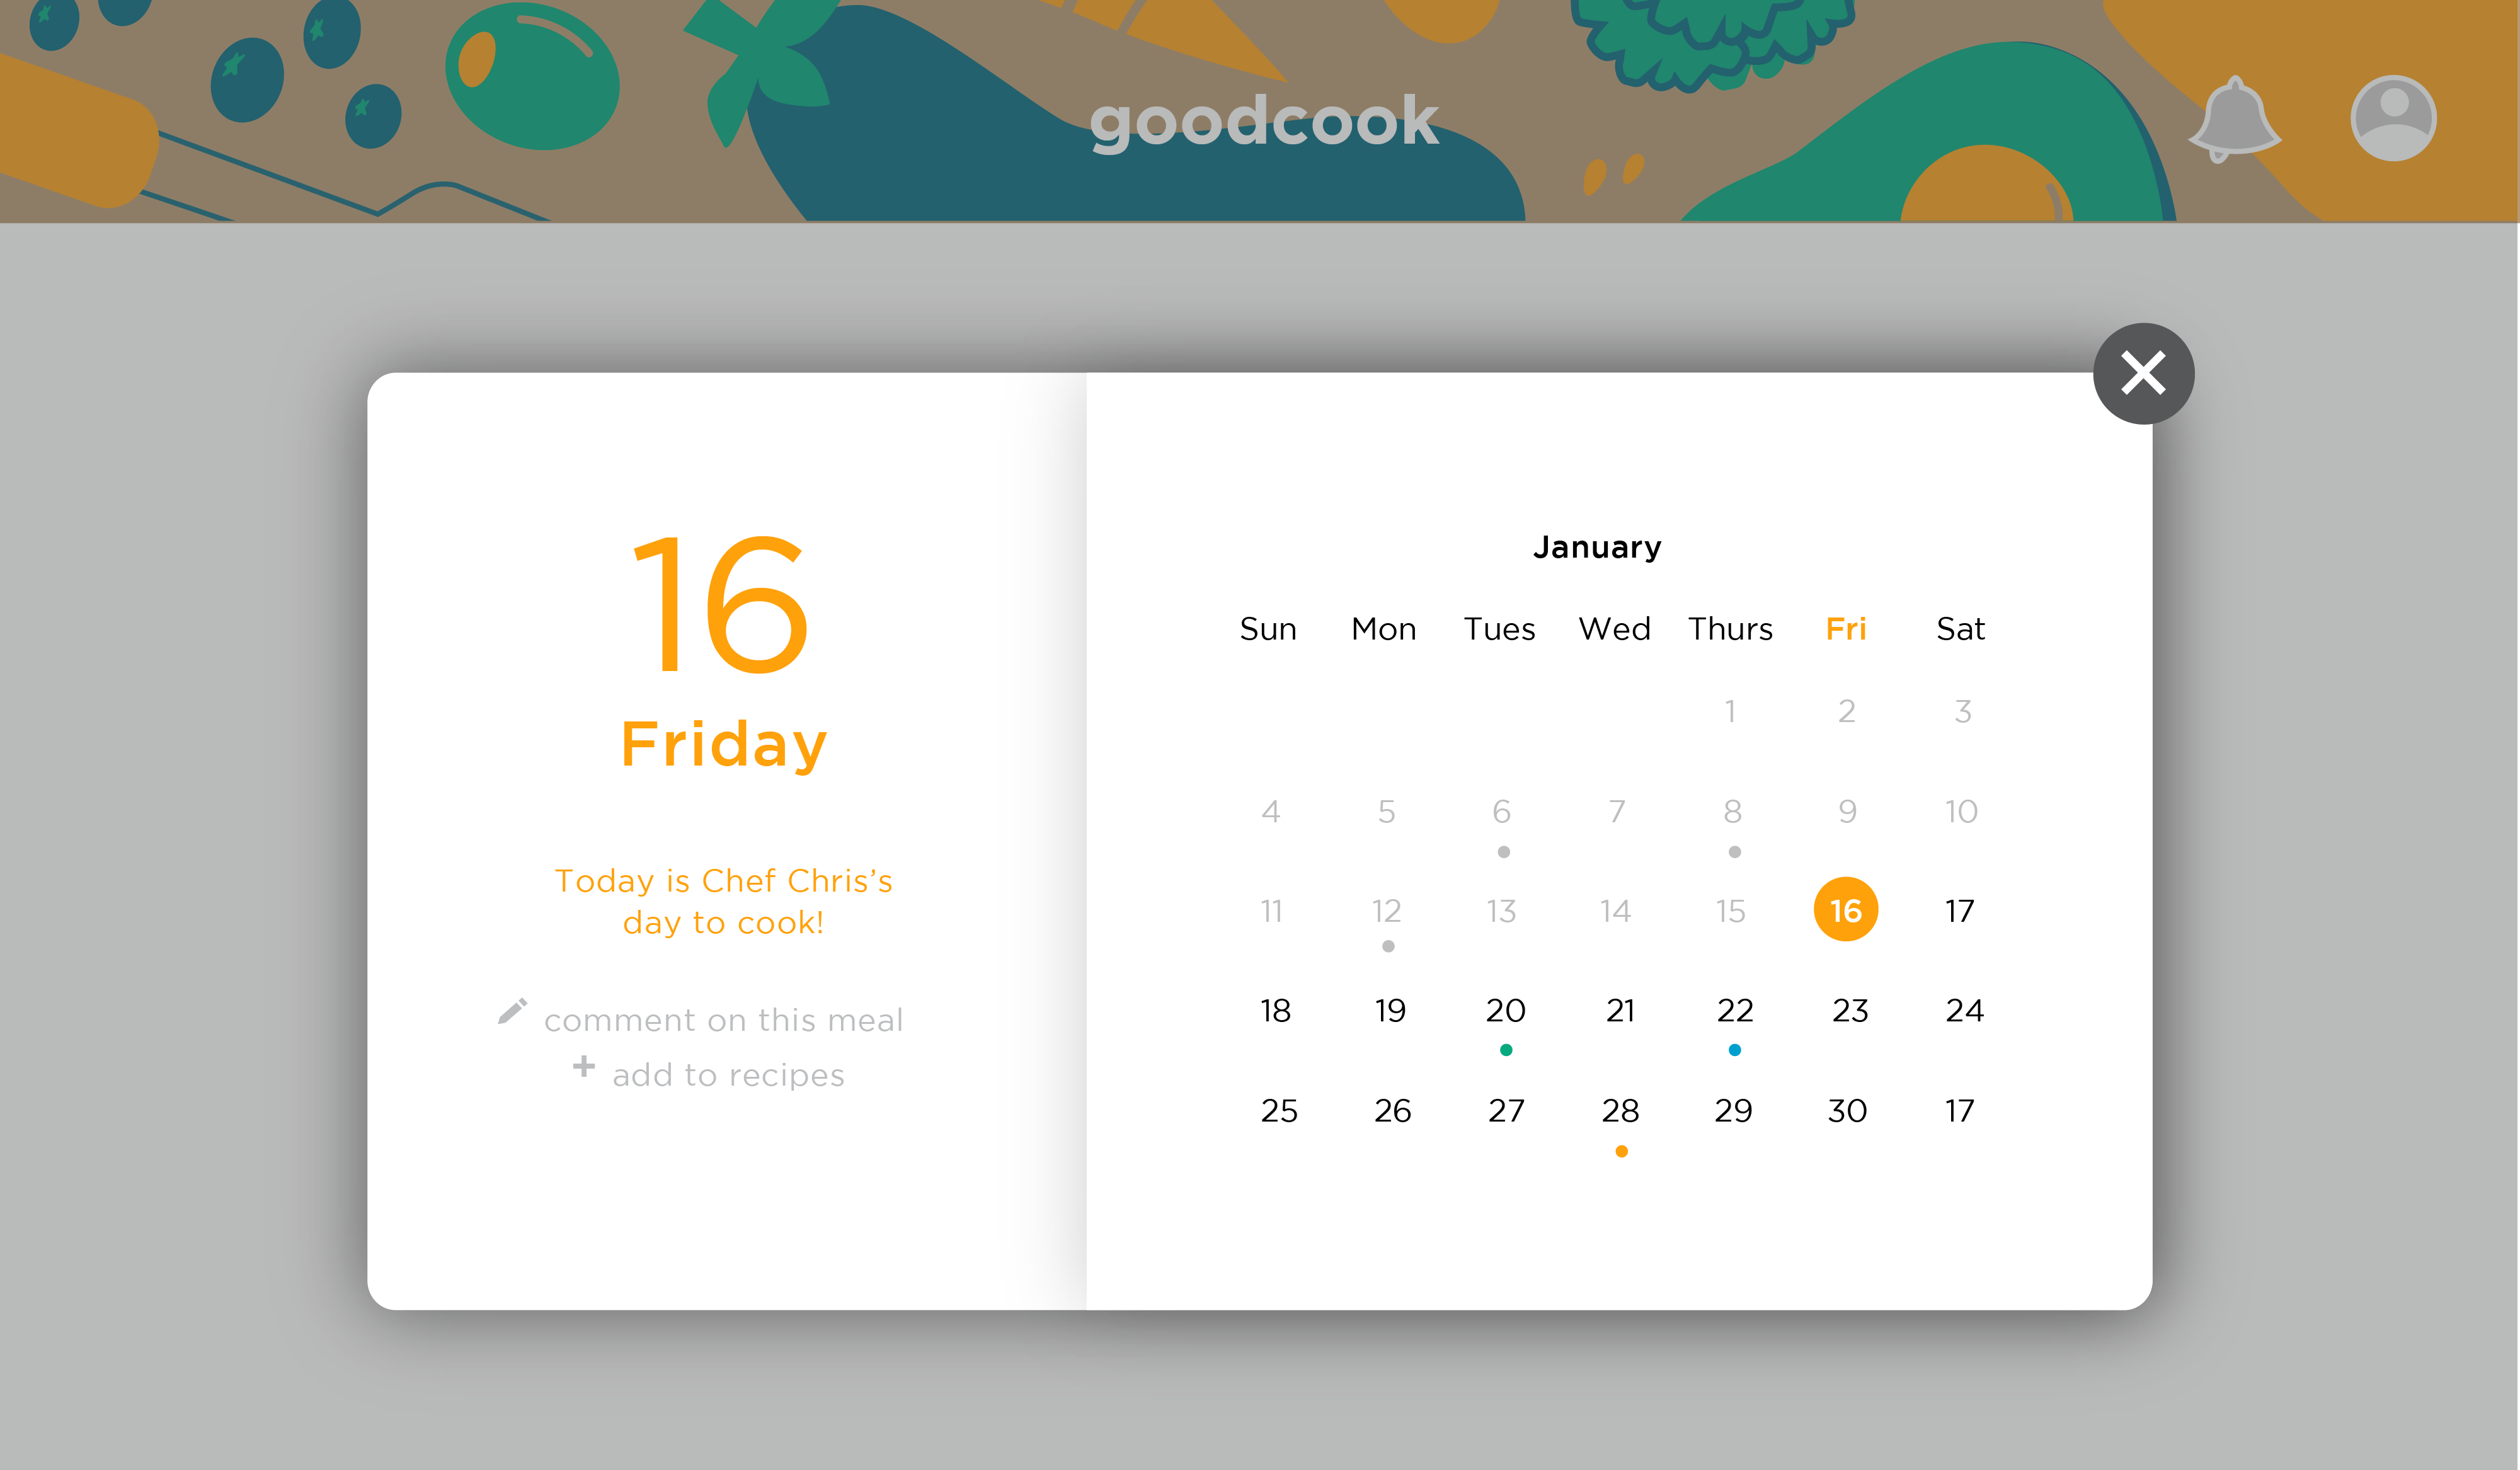 goodcook
16
Friday
Today is Chef Chris’s
day to cook!
comment on this meal
+ add to recipes
January
Sun Mon Tues Wed Thurs Fri Sat
1 2 3
4 5 6 7 8 9 10
11 12 13 14 15 16 17
18 19 20 21 22 23 24
25 26 27 28 29 30 17